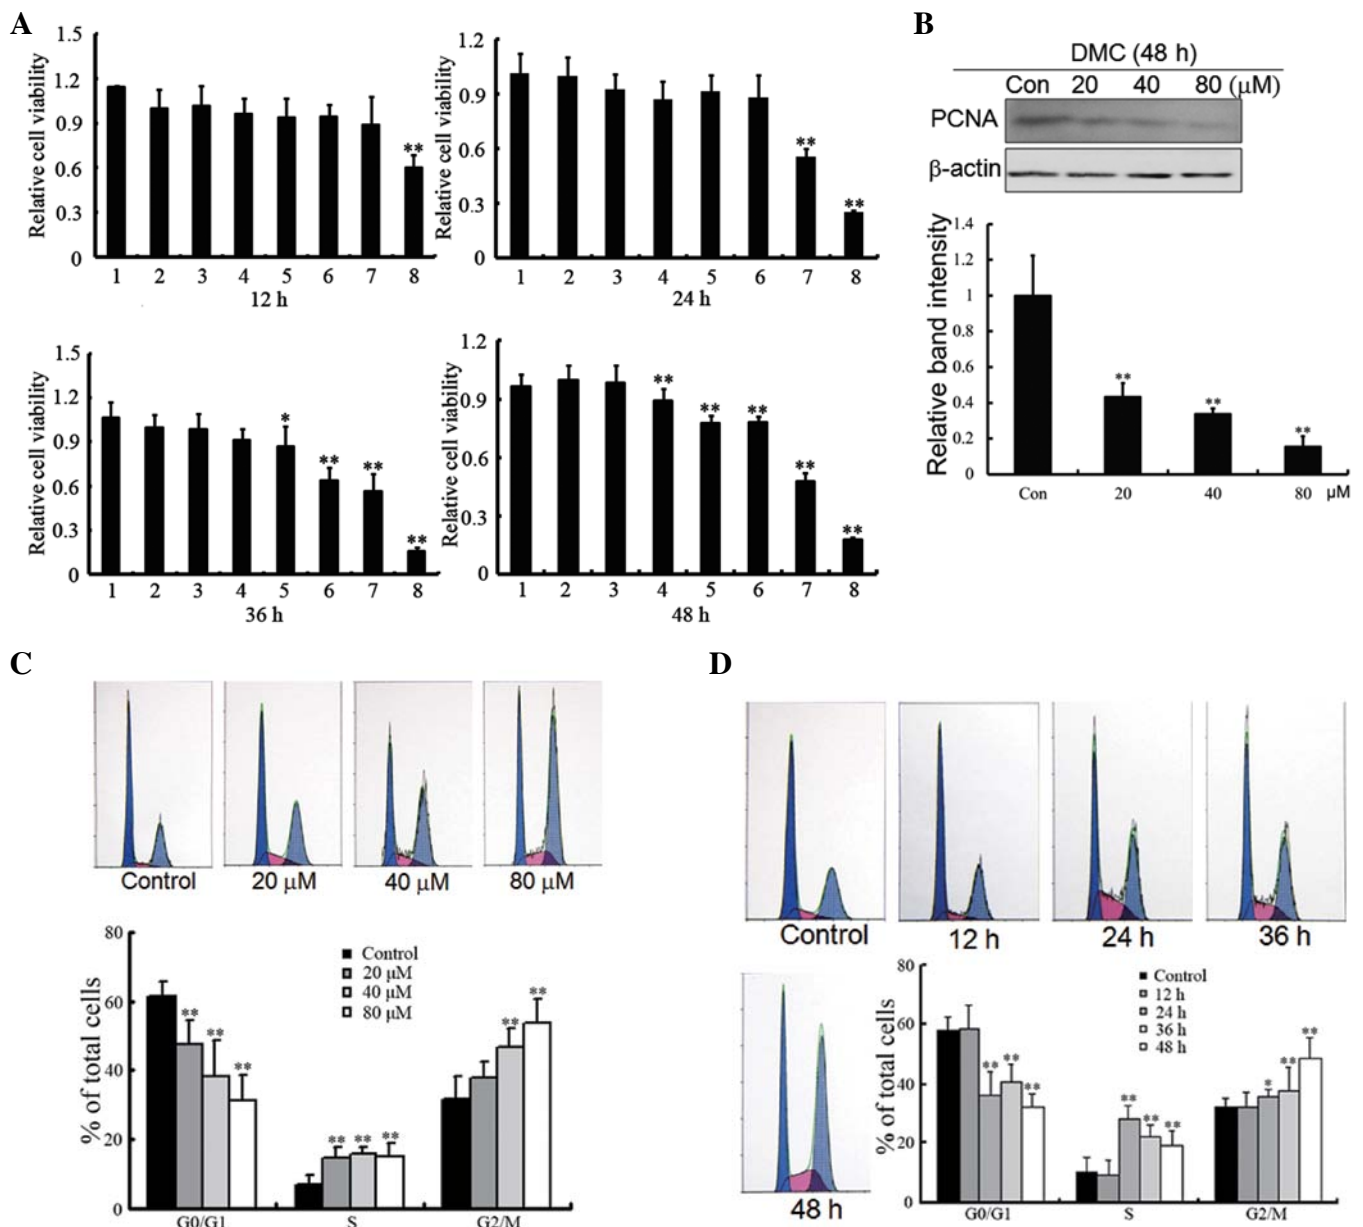 A
1.5
1.2
0.9
0.6
0.3
0
Relative cell viability
**
1 2 3 4 5 6 7 8
12 h
1.2
0.9
0.6
0.3
0
Relative cell viability
** **
1 2 3 4 5 6 7 8
24 h
1.5
1.2
0.9
0.6
0.3
0
Relative cell viability
* ** ** **
1 2 3 4 5 6 7 8
36 h
1.2
0.9
0.6
0.3
0
Relative cell viability
** ** ** ** **
1 2 3 4 5 6 7 8
48 h
B
DMC (48 h)
Con 20 40 80 (μM)
PCNA
β-actin
1.4
1.2
1
0.8
0.6
0.4
0.2
0
Relative band intensity
** ** **
Con 20 40 80 μM
C
Control 20 μM 40 μM 80 μM
80
60
40
20
0
% of total cells
Control
20 μM
40 μM
80 μM
** ** **
** ** **
** **
G0/G1 S G2/M
D
Control 12 h 24 h 36 h
48 h
80
60
40
20
0
% of total cells
Control
12 h
24 h
36 h
48 h
** ** **
** ** **
* ** **
G0/G1 S G2/M